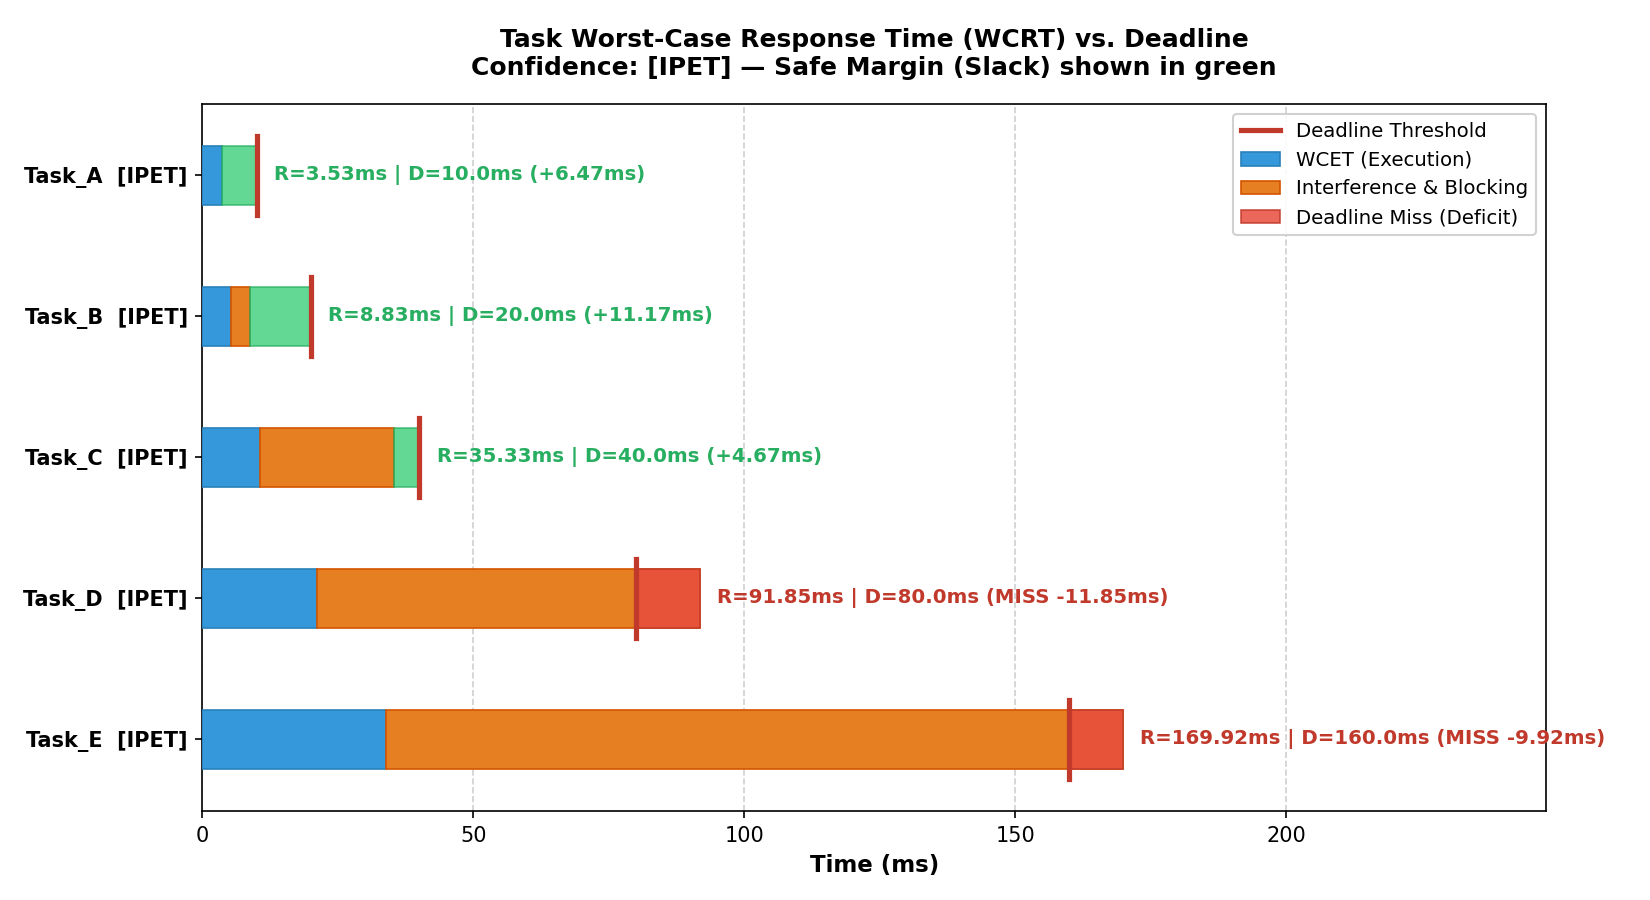 Task Worst-Case Response Time (WCRT) vs. Deadline
Confidence: [IPET] — Safe Margin (Slack) shown in green
Deadline Threshold
WCET (Execution)
Interference & Blocking
Deadline Miss (Deficit)
Task_A  [IPET]
R=3.53ms | D=10.0ms (+6.47ms)
Task_B  [IPET]
R=8.83ms | D=20.0ms (+11.17ms)
Task_C  [IPET]
R=35.33ms | D=40.0ms (+4.67ms)
Task_D  [IPET]
R=91.85ms | D=80.0ms (MISS -11.85ms)
Task_E  [IPET]
R=169.92ms | D=160.0ms (MISS -9.92ms)
0 50 100 150 200
Time (ms)